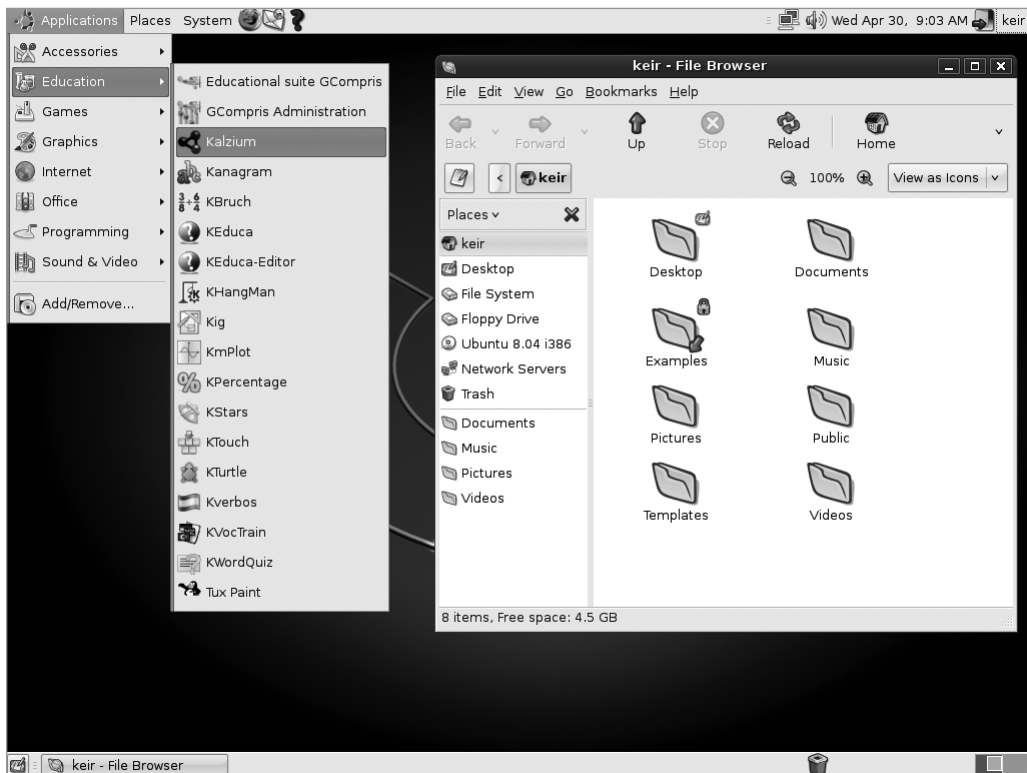 Applications Places System
Wed Apr 30, 9:03 AM keir
Accessories
Education
Games
Graphics
Internet
Office
Programming
Sound & Video
Add/Remove...
Educational suite GCompris
GCompris Administration
Kalzium
Kanagram
KBruch
KEduca
KEduca-Editor
KHangMan
Kig
KmPlot
KPercentage
KStars
KTouch
KTurtle
Kverbos
KVocTrain
KWordQuiz
Tux Paint
keir - File Browser
File Edit View Go Bookmarks Help
Back Forward Up Stop Reload Home
keir 100% View as Icons
Places
keir
Desktop
File System
Floppy Drive
Ubuntu 8.04 i386
Network Servers
Trash
Documents
Music
Pictures
Videos
Desktop Documents
Examples Music
Pictures Public
Templates Videos
8 items, Free space: 4.5 GB
keir - File Browser